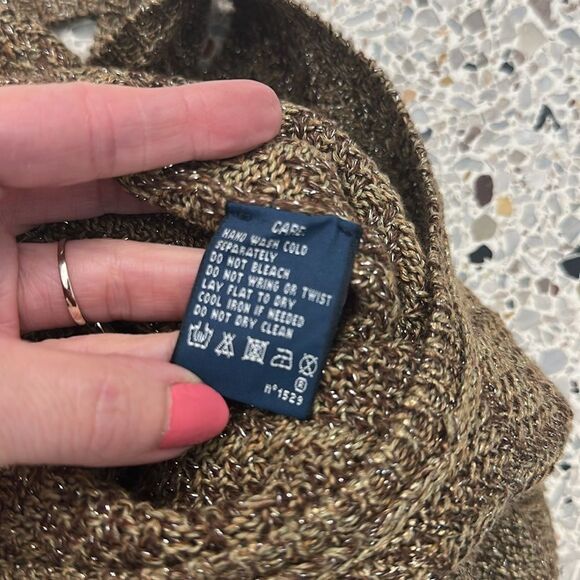 CARE
HAND WASH COLD
SEPARATELY
DO NOT BLEACH
DO NOT WRING OR TWIST
LAY FLAT TO DRY
COOL IRON IF NEEDED
DO NOT DRY CLEAN
®
n°1529